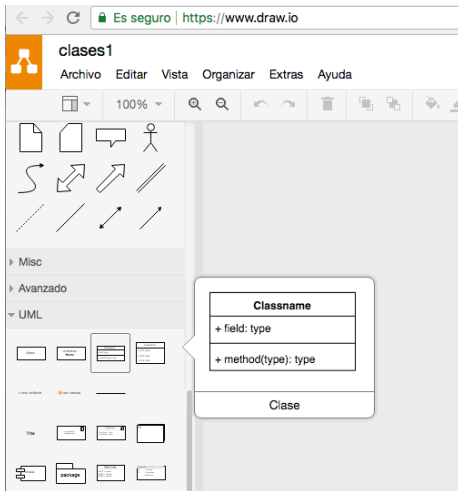 Es seguro | https://www.draw.io
clases1
Archivo Editar Vista Organizar Extras Ayuda
100%
Misc
Avanzado
UML
Classname
+ field: type
+ method(type): type
Clase
Title
package